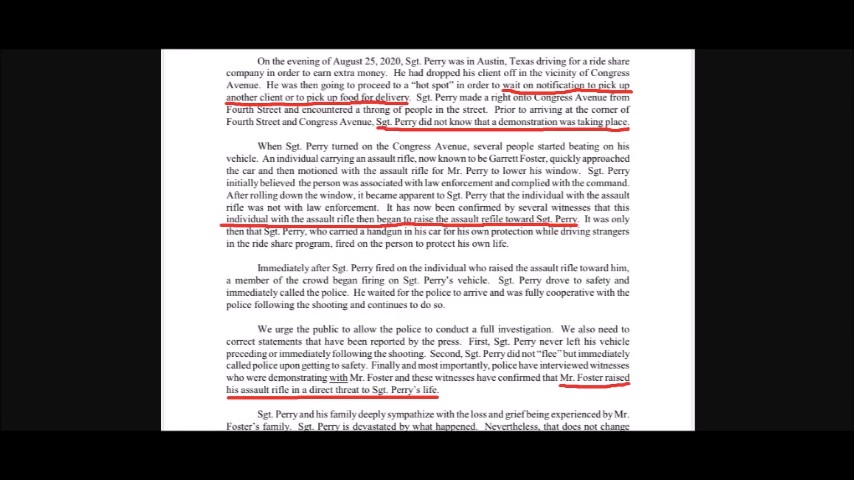 On the evening of August 25, 2020, Sgt. Perry was in Austin, Texas driving for a ride share
company in order to earn extra money. He had dropped his client off in the vicinity of Congress
Avenue. He was then going to proceed to a “hot spot” in order to wait on notification to pick up
another client or to pick up food for delivery. Sgt. Perry made a right onto Congress Avenue from
Fourth Street and encountered a throng of people in the street. Prior to arriving at the corner of
Fourth Street and Congress Avenue, Sgt. Perry did not know that a demonstration was taking place.
When Sgt. Perry turned on the Congress Avenue, several people started beating on his
vehicle. An individual carrying an assault rifle, now known to be Garrett Foster, quickly approached
the car and then motioned with the assault rifle for Mr. Perry to lower his window. Sgt. Perry
initially believed the person was associated with law enforcement and complied with the command.
After rolling down the window, it became apparent to Sgt. Perry that the individual with the assault
rifle was not with law enforcement. It has now been confirmed by several witnesses that this
individual with the assault rifle then began to raise the assault refile toward Sgt. Perry. It was only
then that Sgt. Perry, who carried a handgun in his car for his own protection while driving strangers
in the ride share program, fired on the person to protect his own life.
Immediately after Sgt. Perry fired on the individual who raised the assault rifle toward him,
a member of the crowd began firing on Sgt. Perry’s vehicle. Sgt. Perry drove to safety and
immediately called the police. He waited for the police to arrive and was fully cooperative with the
police following the shooting and continues to do so.
We urge the public to allow the police to conduct a full investigation. We also need to
correct statements that have been reported by the press. First, Sgt. Perry never left his vehicle
preceding or immediately following the shooting. Second, Sgt. Perry did not “flee” but immediately
called police upon getting to safety. Finally and most importantly, police have interviewed witnesses
who were demonstrating with Mr. Foster and these witnesses have confirmed that Mr. Foster raised
his assault rifle in a direct threat to Sgt. Perry’s life.
Sgt. Perry and his family deeply sympathize with the loss and grief being experienced by Mr.
Foster’s family. Sgt. Perry is devastated by what happened. Nevertheless, that does not change